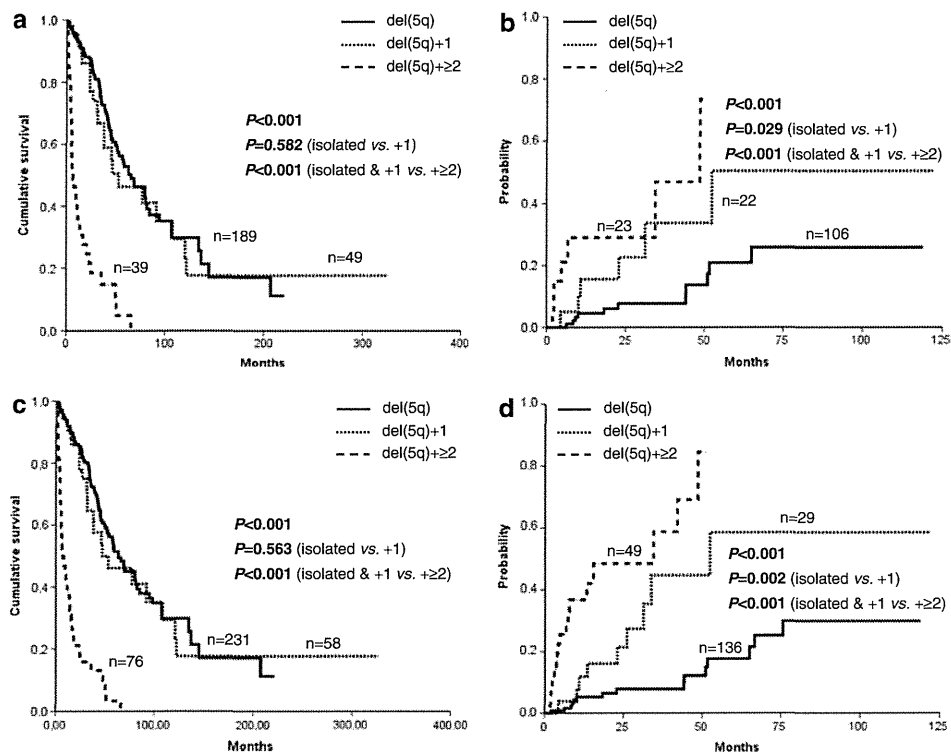 a
del(5q)
del(5q)+1
del(5q)+≥2
P<0.001
P=0.582 (isolated vs. +1)
P<0.001 (isolated & +1 vs. +≥2)
n=189
n=49
n=39
Cumulative survival
1.0
0.8
0.6
0.4
0.2
0.0
0 100 200 300 400
Months
b
del(5q)
del(5q)+1
del(5q)+≥2
P<0.001
P=0.029 (isolated vs. +1)
P<0.001 (isolated & +1 vs. +≥2)
n=23
n=22
n=106
Probability
1.0
0.8
0.6
0.4
0.2
0.0
0 25 50 75 100 125
Months
c
del(5q)
del(5q)+1
del(5q)+≥2
P<0.001
P=0.563 (isolated vs. +1)
P<0.001 (isolated & +1 vs. +≥2)
n=231
n=58
n=76
Cumulative survival
1.0
0.8
0.6
0.4
0.2
0.0
0,00 100.00 200.00 300.00 400.00
Months
d
del(5q)
del(5q)+1
del(5q)+≥2
n=29
P<0.001
P=0.002 (isolated vs. +1)
P<0.001 (isolated & +1 vs. +≥2)
n=49
n=136
Probability
1.0
0.8
0.6
0.4
0.2
0.0
0 25 50 75 100 125
Months